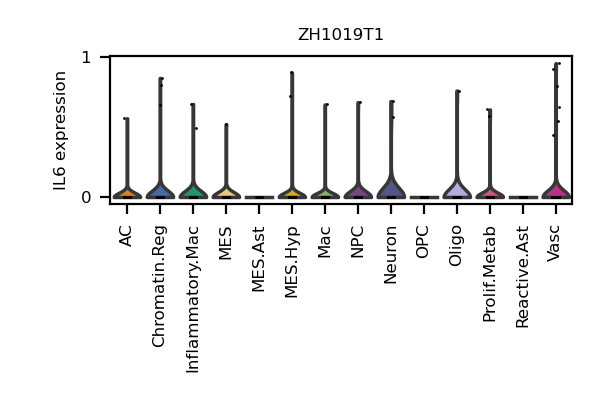 ZH1019T1
IL6 expression
1
0
AC
Chromatin.Reg
Inflammatory.Mac
MES
MES.Ast
MES.Hyp
Mac
NPC
Neuron
OPC
Oligo
Prolif.Metab
Reactive.Ast
Vasc